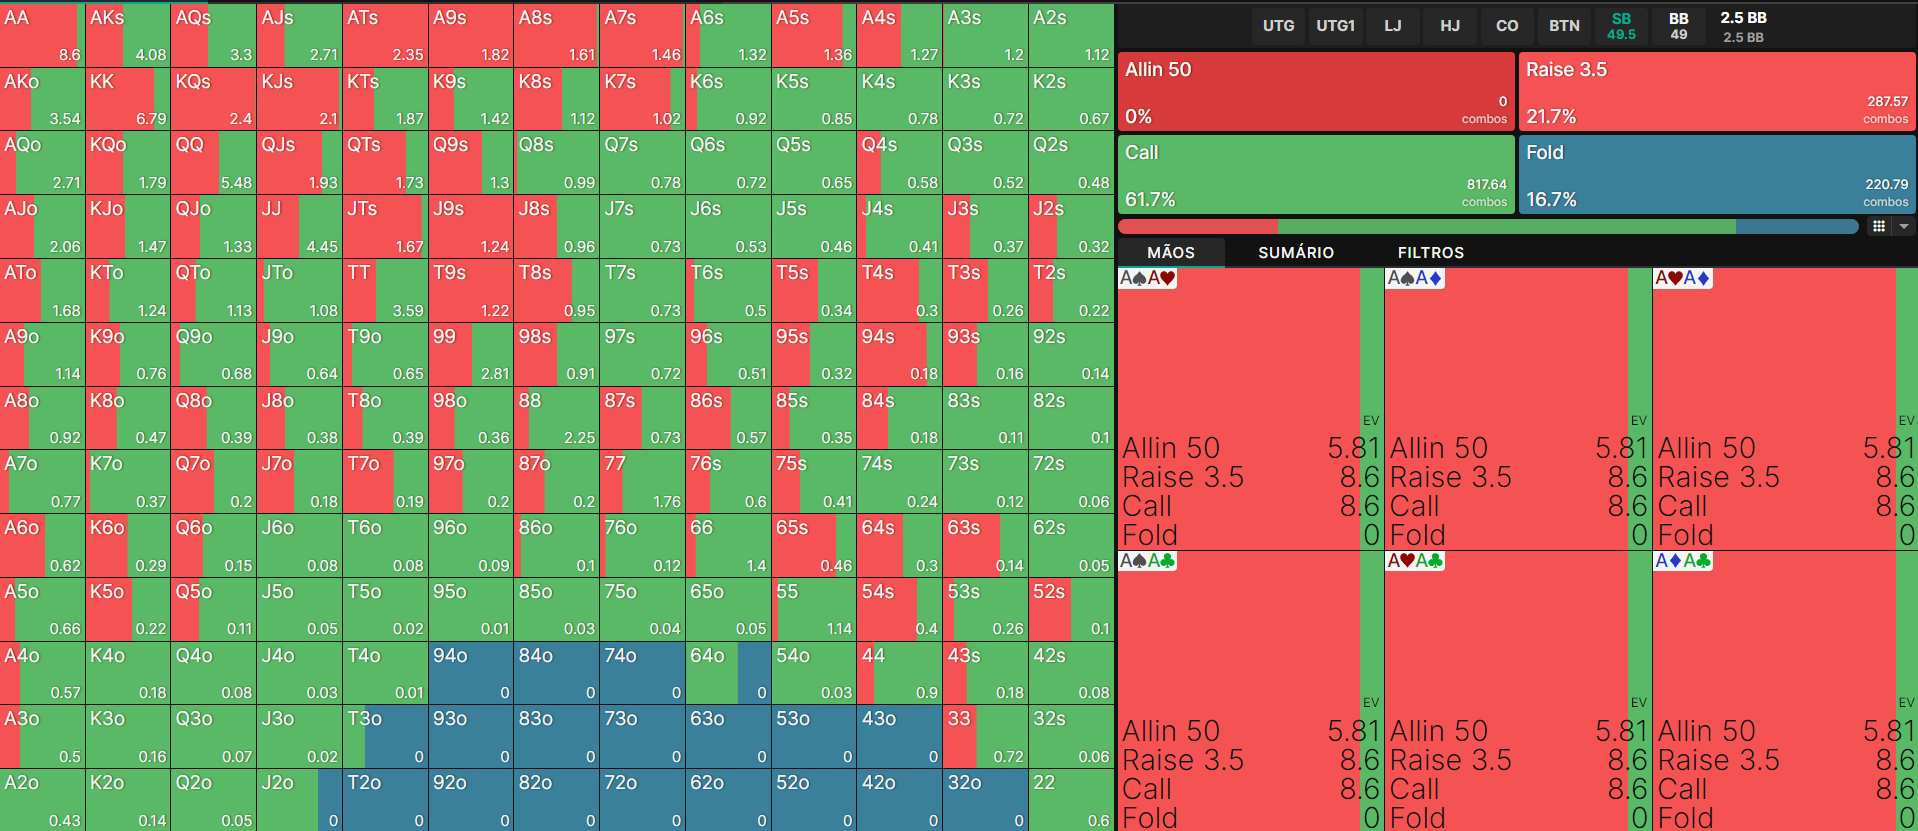 AA AKs AQs AJs ATs A9s A8s A7s A6s A5s A4s A3s A2s
8.6 4.08 3.3 2.71 2.35 1.82 1.61 1.46 1.32 1.36 1.27 1.2 1.12
AKo KK KQs KJs KTs K9s K8s K7s K6s K5s K4s K3s K2s
3.54 6.79 2.4 2.1 1.87 1.42 1.12 1.02 0.92 0.85 0.78 0.72 0.67
AQo KQo QQ QJs QTs Q9s Q8s Q7s Q6s Q5s Q4s Q3s Q2s
2.71 1.79 5.48 1.93 1.73 1.3 0.99 0.78 0.72 0.65 0.58 0.52 0.48
AJo KJo QJo JJ JTs J9s J8s J7s J6s J5s J4s J3s J2s
2.06 1.47 1.33 4.45 1.67 1.24 0.96 0.73 0.53 0.46 0.41 0.37 0.32
ATo KTo QTo JTo TT T9s T8s T7s T6s T5s T4s T3s T2s
1.68 1.24 1.13 1.08 3.59 1.22 0.95 0.73 0.5 0.34 0.3 0.26 0.22
A9o K9o Q9o J9o T9o 99 98s 97s 96s 95s 94s 93s 92s
1.14 0.76 0.68 0.64 0.65 2.81 0.91 0.72 0.51 0.32 0.18 0.16 0.14
A8o K8o Q8o J8o T8o 98o 88 87s 86s 85s 84s 83s 82s
0.92 0.47 0.39 0.38 0.39 0.36 2.25 0.73 0.57 0.35 0.18 0.11 0.1
A7o K7o Q7o J7o T7o 97o 87o 77 76s 75s 74s 73s 72s
0.77 0.37 0.2 0.18 0.19 0.2 0.2 1.76 0.6 0.41 0.24 0.12 0.06
A6o K6o Q6o J6o T6o 96o 86o 76o 66 65s 64s 63s 62s
0.62 0.29 0.15 0.08 0.08 0.09 0.1 0.12 1.4 0.46 0.3 0.14 0.05
A5o K5o Q5o J5o T5o 95o 85o 75o 65o 55 54s 53s 52s
0.66 0.22 0.11 0.05 0.02 0.01 0.03 0.04 0.05 1.14 0.4 0.26 0.1
A4o K4o Q4o J4o T4o 94o 84o 74o 64o 54o 44 43s 42s
0.57 0.18 0.08 0.03 0.01 0 0 0 0 0.03 0.9 0.18 0.08
A3o K3o Q3o J3o T3o 93o 83o 73o 63o 53o 43o 33 32s
0.5 0.16 0.07 0.02 0 0 0 0 0 0 0 0.72 0.06
A2o K2o Q2o J2o T2o 92o 82o 72o 62o 52o 42o 32o 22
0.43 0.14 0.05 0 0 0 0 0 0 0 0 0 0.6
UTG UTG1 LJ HJ CO BTN SB BB 2.5 BB
49.5 49 2.5 BB
Allin 50 Raise 3.5
0 287.57
0% combos 21.7% combos
Call Fold
817.64 220.79
61.7% combos 16.7% combos
MÃOS SUMÁRIO FILTROS
A♠A♥ A♠A♦ A♥A♦
EV EV EV
Allin 50 5.81 Allin 50 5.81 Allin 50 5.81
Raise 3.5 8.6 Raise 3.5 8.6 Raise 3.5 8.6
Call 8.6 Call 8.6 Call 8.6
Fold 0 Fold 0 Fold 0
A♠A♣ A♥A♣ A♦A♣
EV EV EV
Allin 50 5.81 Allin 50 5.81 Allin 50 5.81
Raise 3.5 8.6 Raise 3.5 8.6 Raise 3.5 8.6
Call 8.6 Call 8.6 Call 8.6
Fold 0 Fold 0 Fold 0